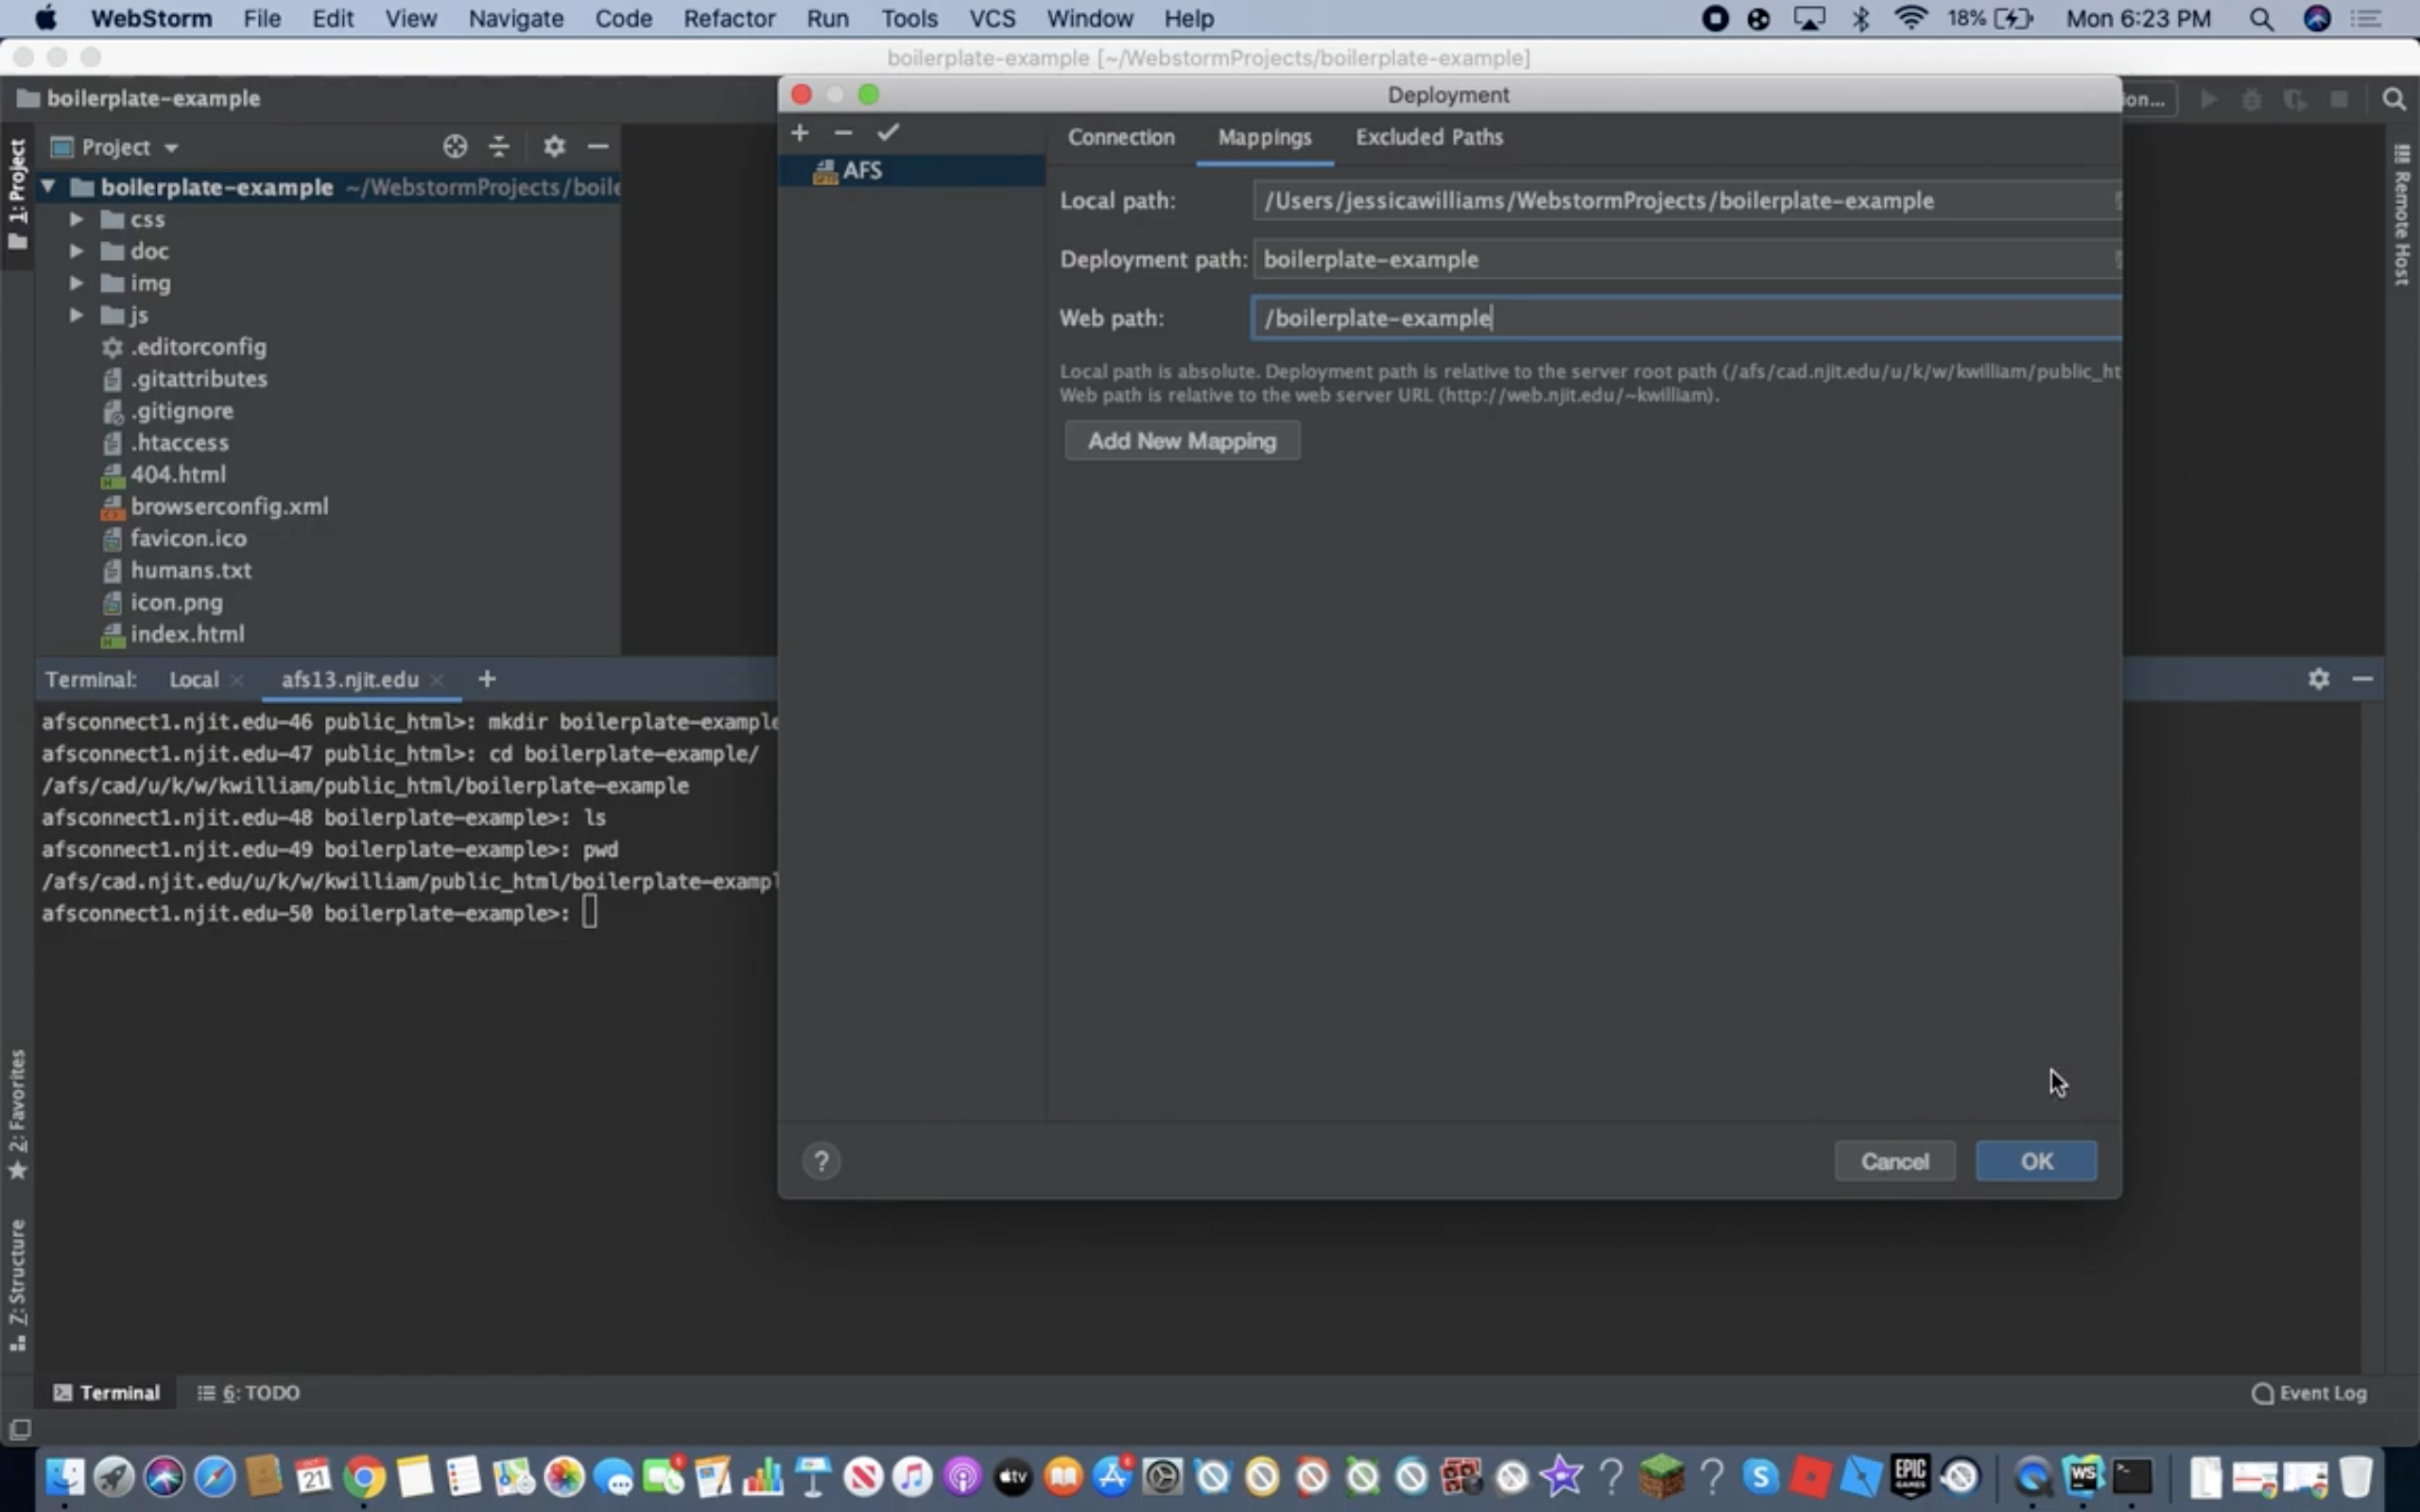 WebStorm File Edit View Navigate Code Refactor Run Tools VCS Window Help 18% Mon 6:23 PM
boilerplate-example [~/WebstormProjects/boilerplate-example]
boilerplate-example
Deployment
ion...
1: Project
Project
boilerplate-example ~/WebstormProjects/boile
css
doc
img
js
.editorconfig
.gitattributes
.gitignore
.htaccess
404.html
browserconfig.xml
favicon.ico
humans.txt
icon.png
index.html
AFS
Connection Mappings Excluded Paths
Local path: /Users/jessicawilliams/WebstormProjects/boilerplate-example
Deployment path: boilerplate-example
Web path: /boilerplate-example
Local path is absolute. Deployment path is relative to the server root path (/afs/cad.njit.edu/u/k/w/kwilliam/public_ht
Web path is relative to the web server URL (http://web.njit.edu/~kwilliam).
Add New Mapping
? Cancel OK
Remote Host
Terminal: Local afs13.njit.edu
afsconnect1.njit.edu-46 public_html>: mkdir boilerplate-example
afsconnect1.njit.edu-47 public_html>: cd boilerplate-example/
/afs/cad/u/k/w/kwilliam/public_html/boilerplate-example
afsconnect1.njit.edu-48 boilerplate-example>: ls
afsconnect1.njit.edu-49 boilerplate-example>: pwd
/afs/cad.njit.edu/u/k/w/kwilliam/public_html/boilerplate-exampl
afsconnect1.njit.edu-50 boilerplate-example>:
2: Favorites
Z: Structure
Terminal 6: TODO Event Log
OCT 21 tv ? ? S EPIC GAMES WS